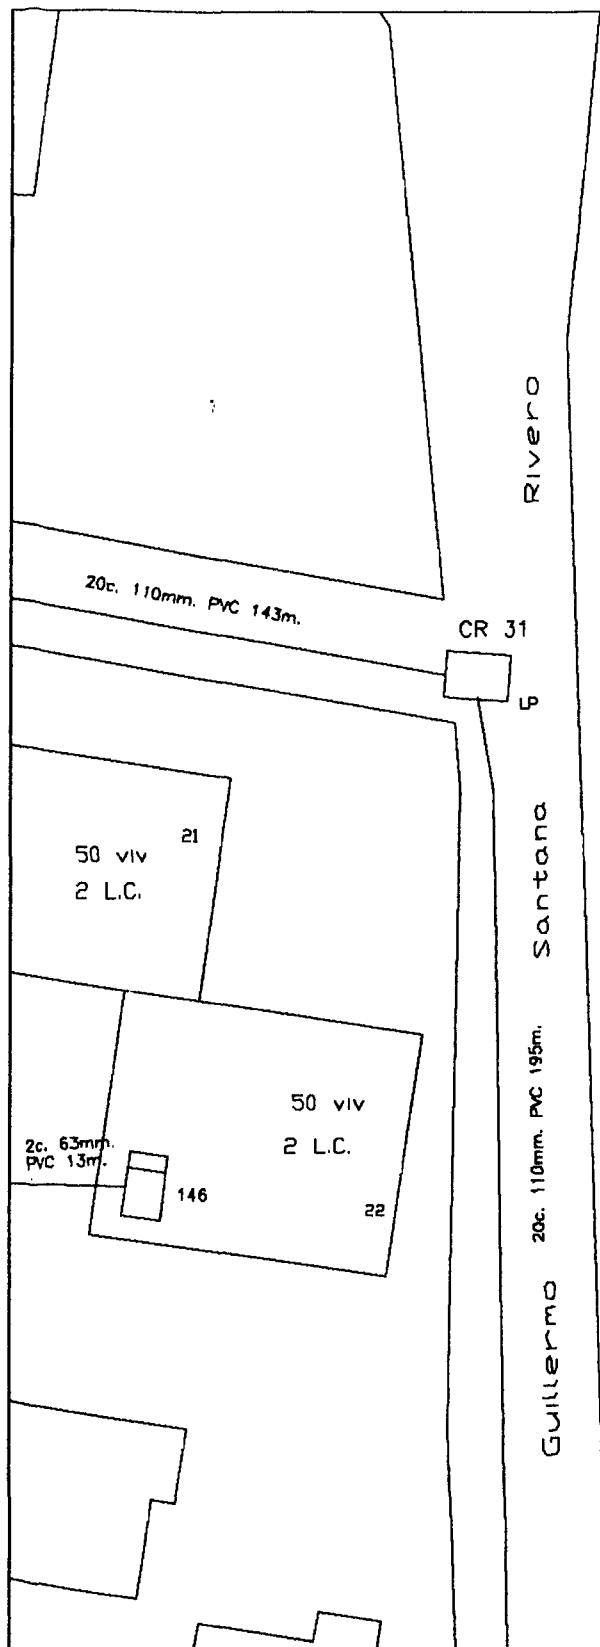 Rivero
20c. 110mm. PVC 143m.
CR 31
LP
21
50 viv
2 L.C.
Santana
50 viv
2 L.C.
20c. 110mm. PVC 195m.
2c. 63mm.
PVC 13m.
146
22
Guillermo